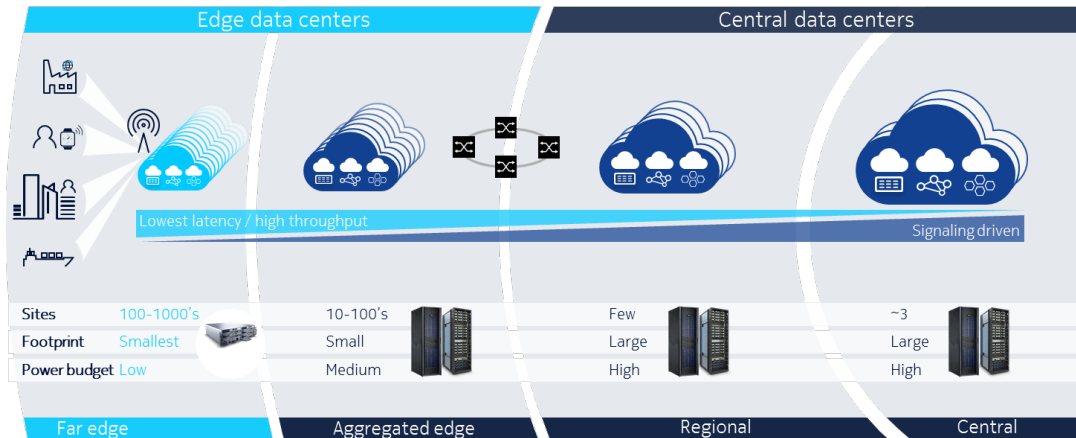 Edge data centers
Central data centers
Lowest latency / high throughput
Signaling driven
Sites 100-1000's 10-100's Few ~3
Footprint Smallest Small Large Large
Power budget Low Medium High High
Far edge
Aggregated edge
Regional
Central